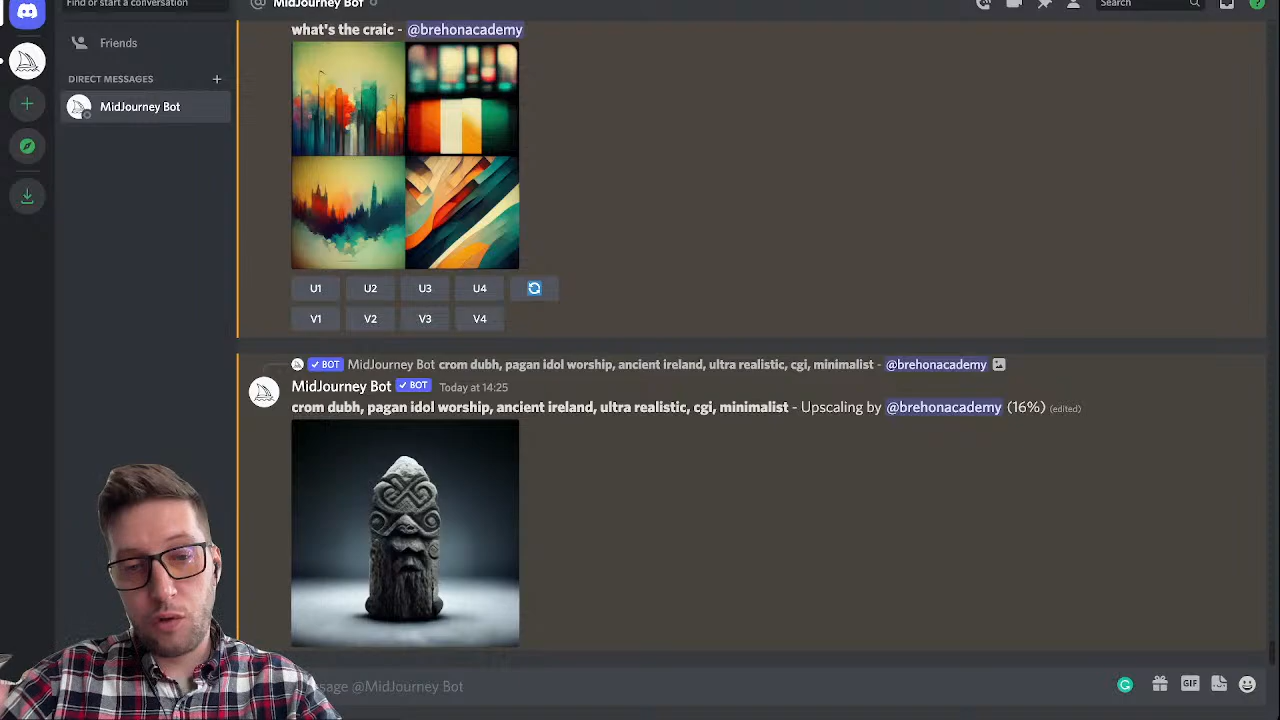 Find or start a conversation
@ MidJourney Bot
Search
Friends
DIRECT MESSAGES +
MidJourney Bot
what's the craic - @brehonacademy
U1 U2 U3 U4
V1 V2 V3 V4
BOT MidJourney Bot crom dubh, pagan idol worship, ancient ireland, ultra realistic, cgi, minimalist - @brehonacademy
MidJourney Bot BOT Today at 14:25
crom dubh, pagan idol worship, ancient ireland, ultra realistic, cgi, minimalist - Upscaling by @brehonacademy (16%) (edited)
@MidJourney Bot
GIF